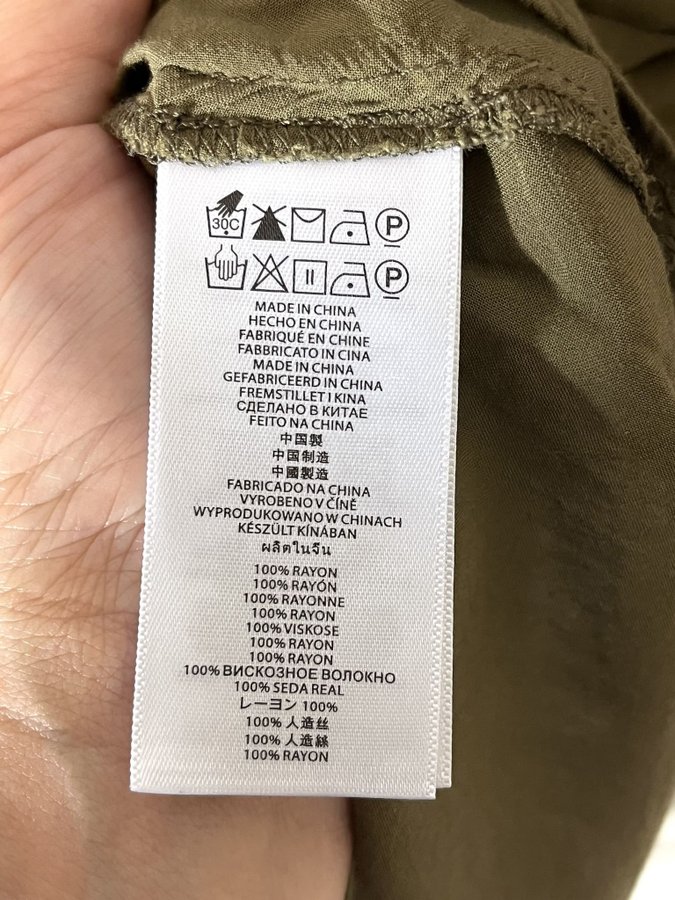 30C P
P
MADE IN CHINA
HECHO EN CHINA
FABRIQUÉ EN CHINE
FABBRICATO IN CINA
MADE IN CHINA
GEFABRICEERD IN CHINA
FREMSTILLET I KINA
СДЕЛАНО В КИТАЕ
FEITO NA CHINA
中国製
中国制造
中國製造
FABRICADO NA CHINA
VYROBENO V ČÍNĚ
WYPRODUKOWANO W CHINACH
KÉSZÜLT KÍNÁBAN
ผลิตในจีน
100% RAYON
100% RAYÓN
100% RAYONNE
100% RAYON
100% VISKOSE
100% RAYON
100% RAYON
100% ВИСКОЗНОЕ ВОЛОКНО
100% SEDA REAL
レーヨン 100%
100% 人造丝
100% 人造絲
100% RAYON